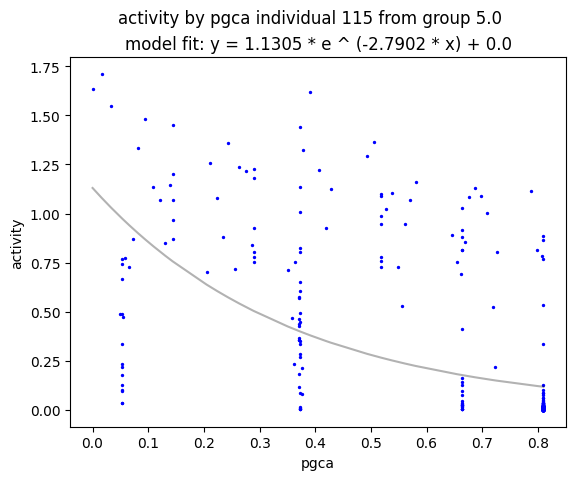 activity by pgca individual 115 from group 5.0
model fit: y = 1.1305 * e ^ (-2.7902 * x) + 0.0
1.75
1.50
1.25
1.00
0.75
0.50
0.25
0.00
activity
0.0 0.1 0.2 0.3 0.4 0.5 0.6 0.7 0.8
pgca